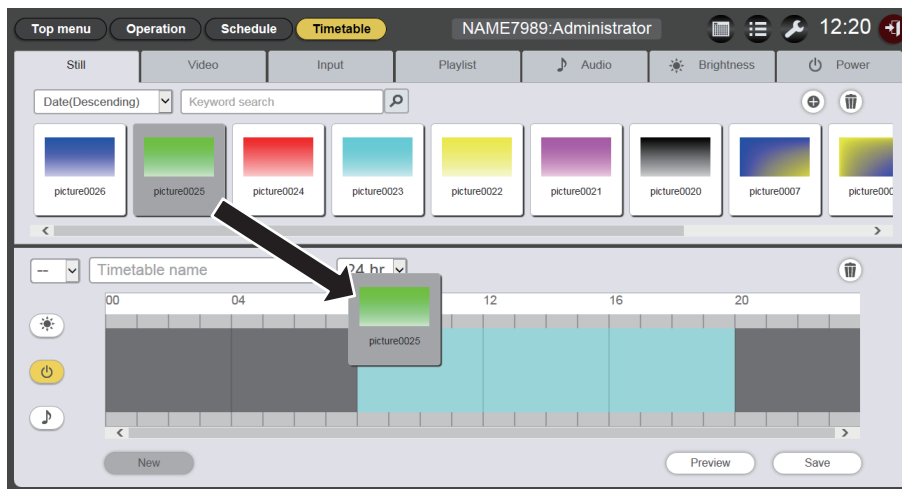 Top menu Operation Schedule Timetable NAME7989:Administrator 12:20
Still Video Input Playlist Audio Brightness Power
Date(Descending) Keyword search
picture0026 picture0025 picture0024 picture0023 picture0022 picture0021 picture0020 picture0007 picture000
-- Timetable name 24 hr
00 04 12 16 20
picture0025
New Preview Save